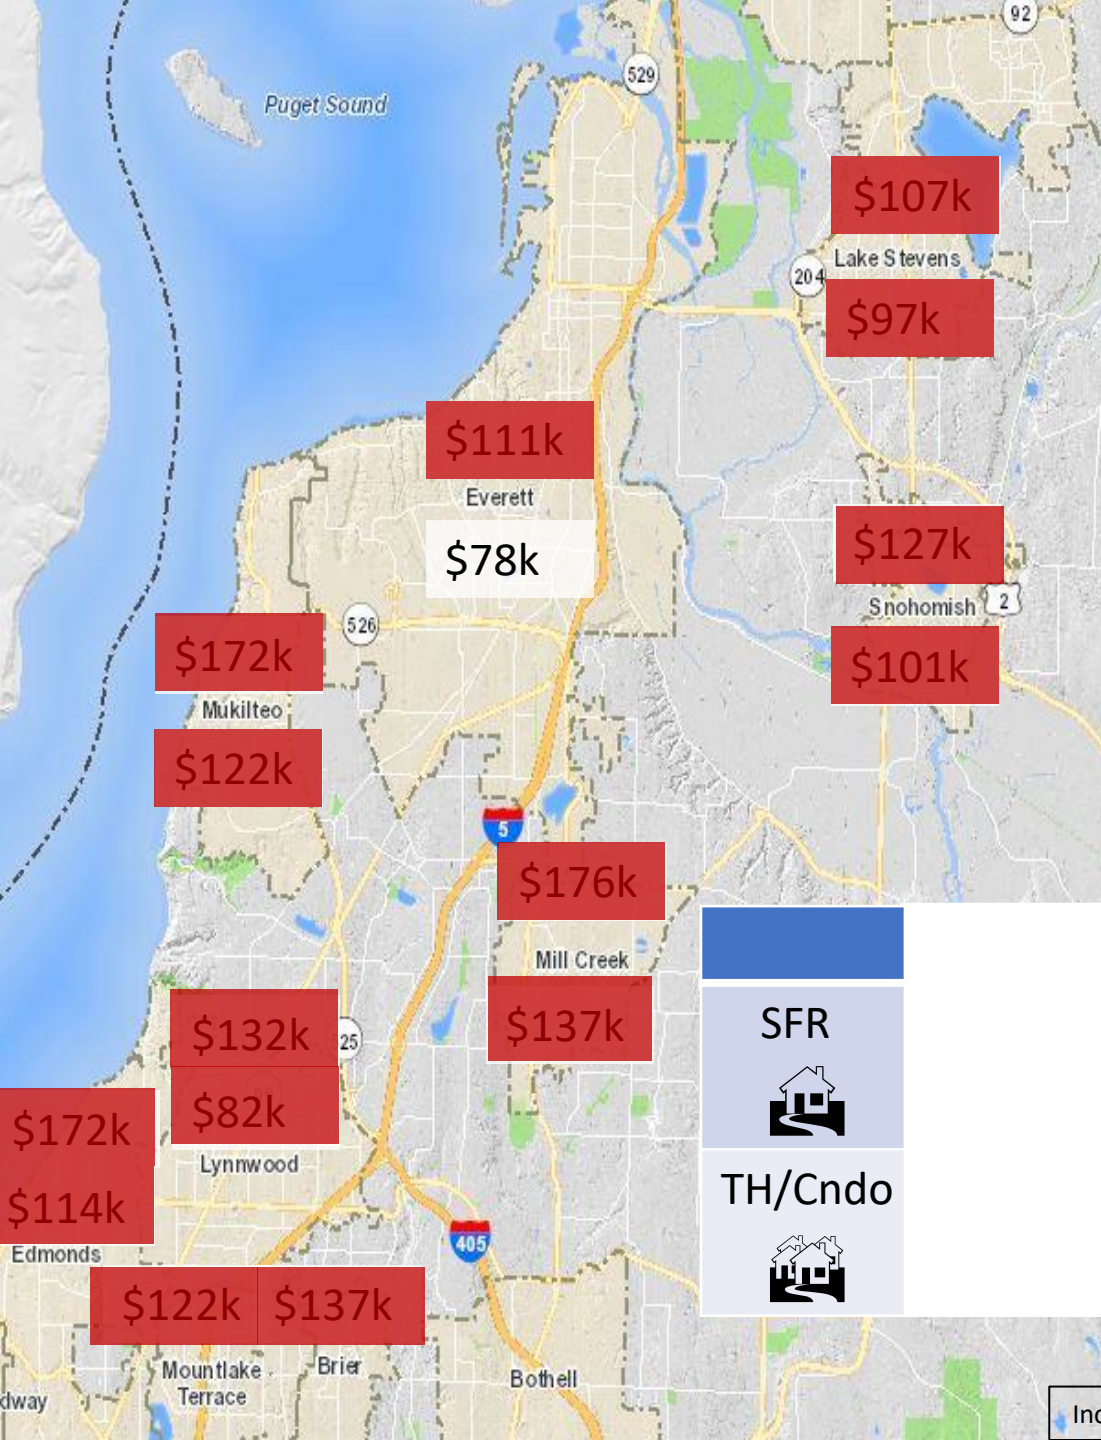 92
529
Puget Sound
$107k
Lake Stevens
204
$97k
$111k
Everett
$78k
$127k
Snohomish
2
$101k
526
$172k
Mukilteo
$122k
5
$176k
Mill Creek
$137k
SFR
TH/Cndo
$132k
25
$82k
Lynnwood
$172k
$114k
Edmonds
405
$122k
$137k
Mountlake
Terrace
Brier
Bothell
dway
Inc